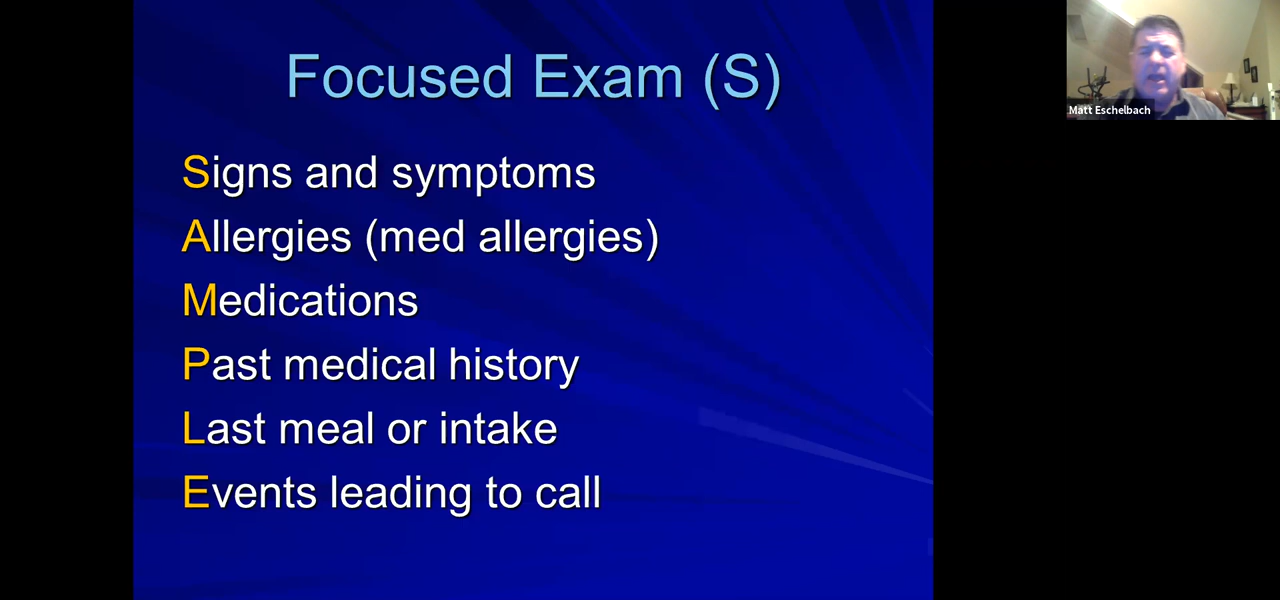 Focused Exam (S)
Signs and symptoms
Allergies (med allergies)
Medications
Past medical history
Last meal or intake
Events leading to call
Matt Eschelbach